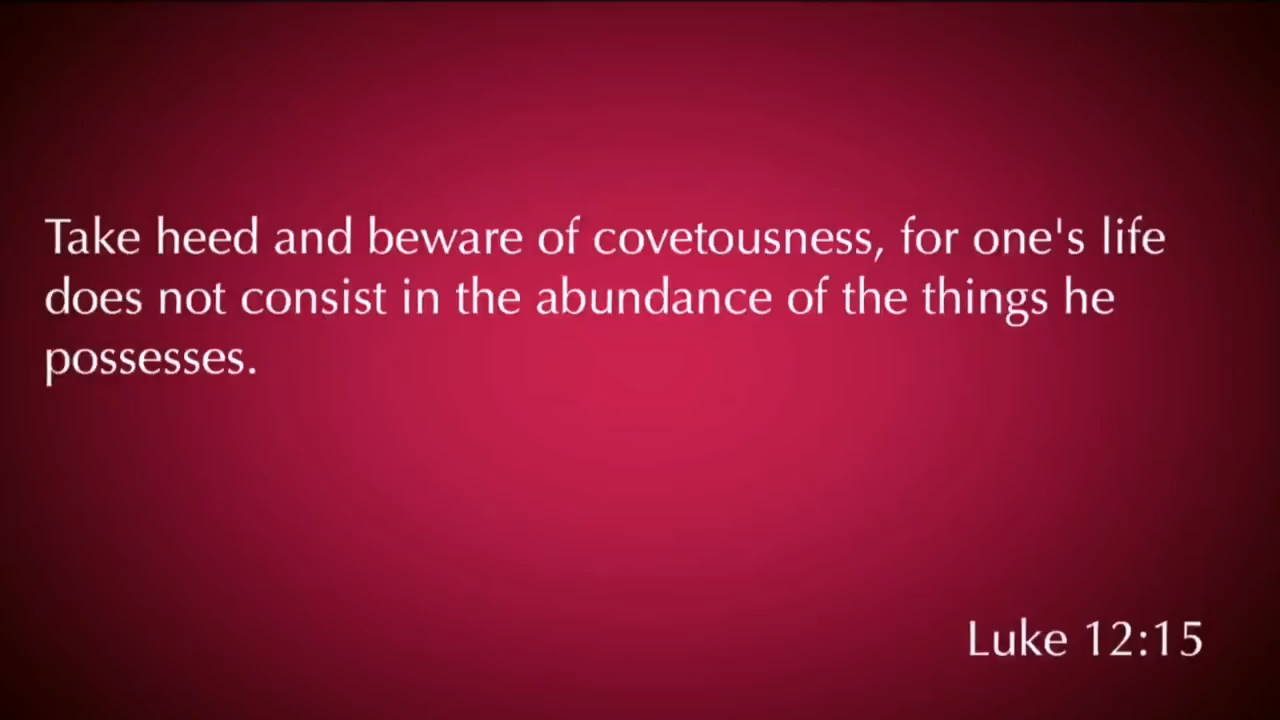 Take heed and beware of covetousness, for one's life
does not consist in the abundance of the things he
possesses.
Luke 12:15